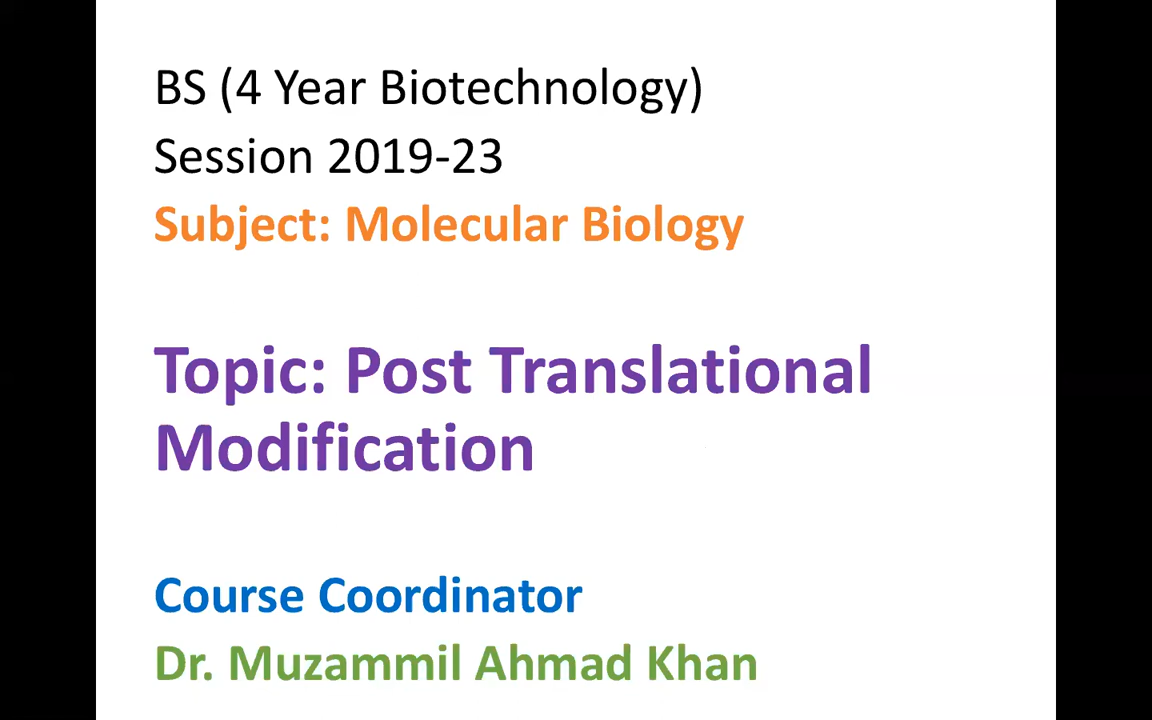 BS (4 Year Biotechnology)
Session 2019-23
Subject: Molecular Biology
Topic: Post Translational
Modification
Course Coordinator
Dr. Muzammil Ahmad Khan